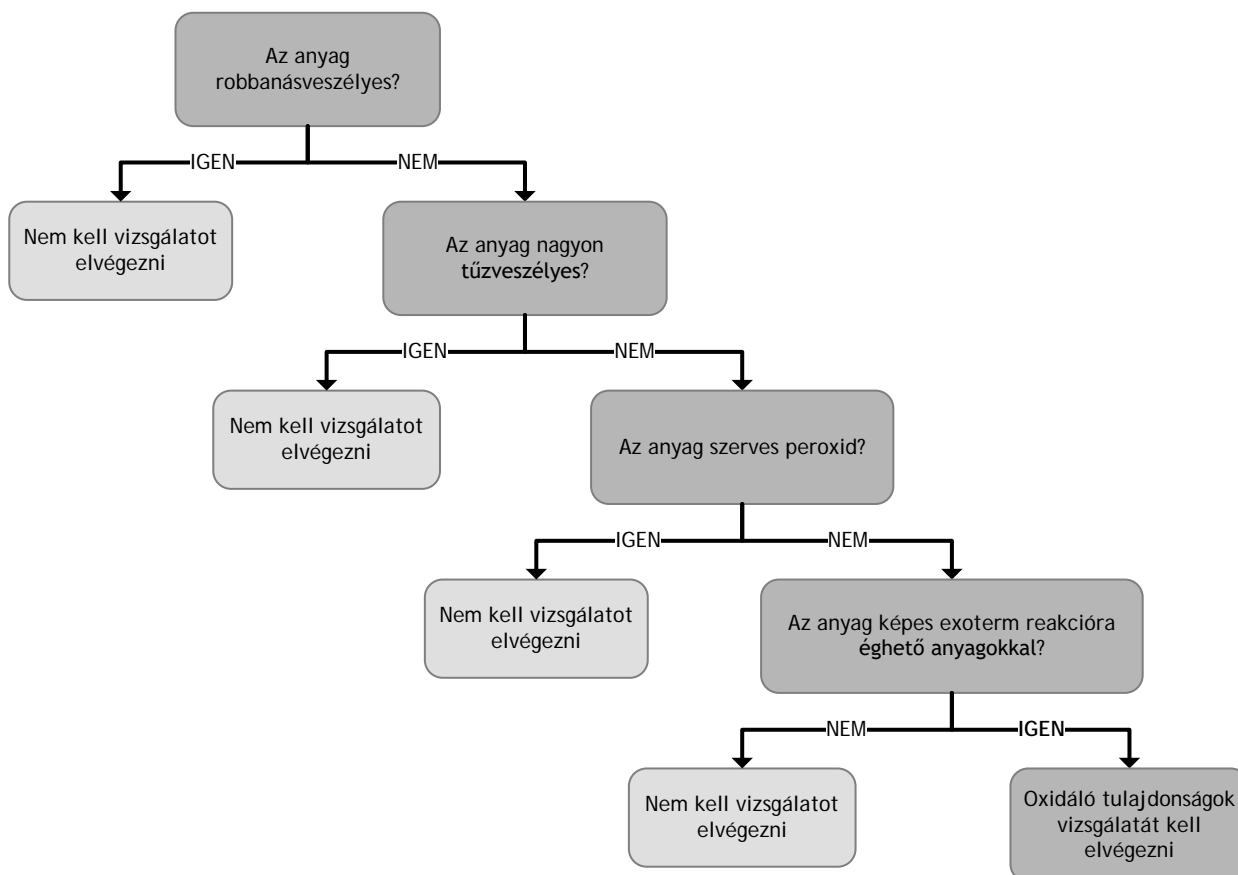 Az anyag
robbanásveszélyes?
IGEN
NEM
Nem kell vizsgálatot
elvégezni
Az anyag nagyon
tűzveszélyes?
IGEN
NEM
Nem kell vizsgálatot
elvégezni
Az anyag szerves peroxid?
IGEN
NEM
Nem kell vizsgálatot
elvégezni
Az anyag képes exoterm reakcióra
éghető anyagokkal?
NEM
IGEN
Nem kell vizsgálatot
elvégezni
Oxidáló tulajdonságok
vizsgálatát kell
elvégezni